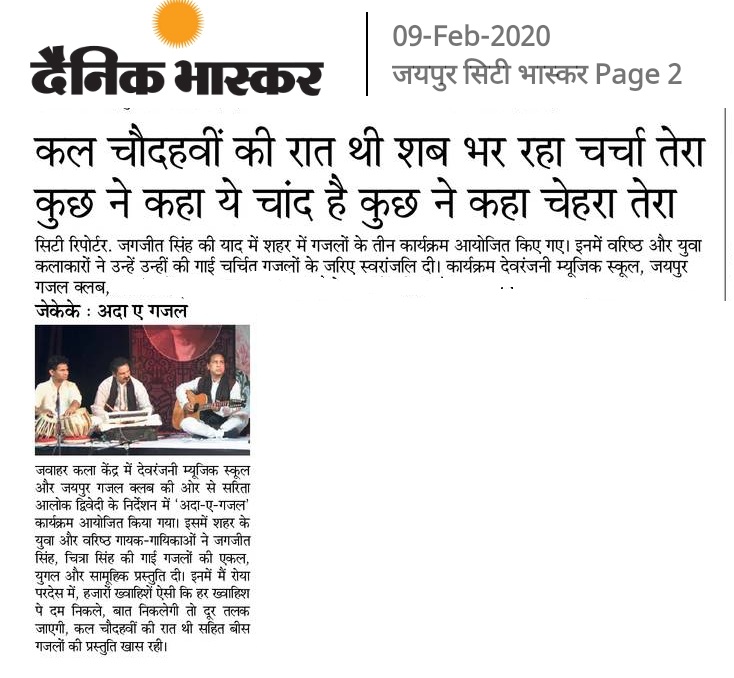 दैनिक भास्कर
09-Feb-2020
जयपुर सिटी भास्कर Page 2
कल चौदहवीं की रात थी शब भर रहा चर्चा तेरा
कुछ ने कहा ये चांद है कुछ ने कहा चेहरा तेरा
सिटी रिपोर्टर. जगजीत सिंह की याद में शहर में गजलों के तीन कार्यक्रम आयोजित किए गए। इनमें वरिष्ठ और युवा
कलाकारों ने उन्हें उन्हीं की गाई चर्चित गजलों के जरिए स्वरांजलि दी। कार्यक्रम देवरंजनी म्यूजिक स्कूल, जयपुर
गजल क्लब,
जेकेके : अदा ए गजल
जवाहर कला केंद्र में देवरंजनी म्यूजिक स्कूल
और जयपुर गजल क्लब की ओर से सरिता
आलोक द्विवेदी के निर्देशन में ‘अदा-ए-गजल’
कार्यक्रम आयोजित किया गया। इसमें शहर के
युवा और वरिष्ठ गायक-गायिकाओं ने जगजीत
सिंह, चित्रा सिंह की गाई गजलों की एकल,
युगल और सामूहिक प्रस्तुति दी। इनमें मैं रोया
परदेस में, हजारों ख्वाहिशें ऐसी कि हर ख्वाहिश
पे दम निकले, बात निकलेगी तो दूर तलक
जाएगी, कल चौदहवीं की रात थी सहित बीस
गजलों की प्रस्तुति खास रही।